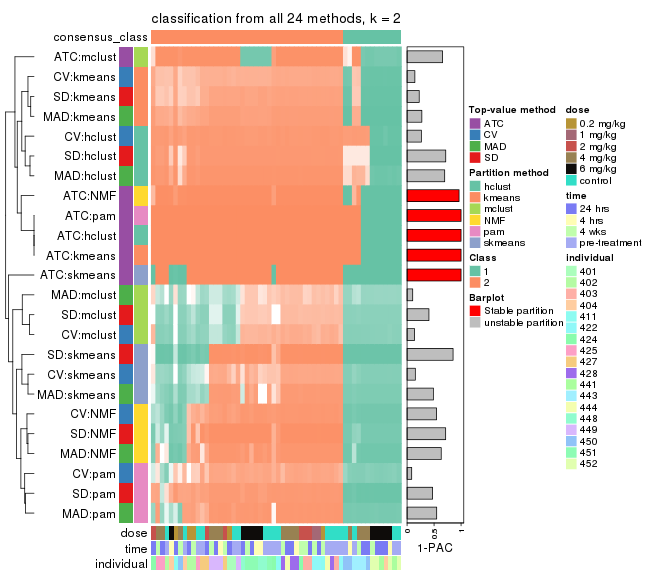 classification from all 24 methods, k = 2
consensus_class
ATC:mclust
CV:kmeans
SD:kmeans
MAD:kmeans
CV:hclust
SD:hclust
MAD:hclust
ATC:NMF
ATC:pam
ATC:hclust
ATC:kmeans
ATC:skmeans
MAD:mclust
SD:mclust
CV:mclust
SD:skmeans
CV:skmeans
MAD:skmeans
CV:NMF
SD:NMF
MAD:NMF
CV:pam
SD:pam
MAD:pam
dose
time
individual
0
0.5
1
1-PAC
Top-value method
ATC
CV
MAD
SD
Partition method
hclust
kmeans
mclust
NMF
pam
skmeans
Class
1
2
Barplot
Stable partition
unstable partition
dose
0.2 mg/kg
1 mg/kg
2 mg/kg
4 mg/kg
6 mg/kg
control
time
24 hrs
4 hrs
4 wks
pre-treatment
individual
401
402
403
404
411
422
424
425
427
428
441
443
444
448
449
450
451
452